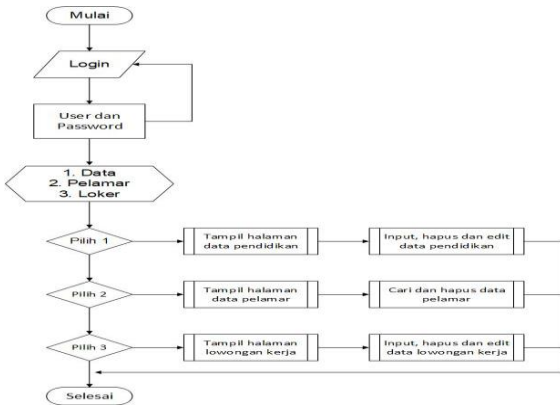 Mulai
Login
User dan
Password
1. Data
2. Pelamar
3. Loker
Pilih 1
Tampil halaman
data pendidikan
Input, hapus dan edit
data pendidikan
Pilih 2
Tampil halaman
data pelamar
Cari dan hapus data
pelamar
Pilih 3
Tampil halaman
lowongan kerja
Input, hapus dan edit
data lowongan kerja
Selesai